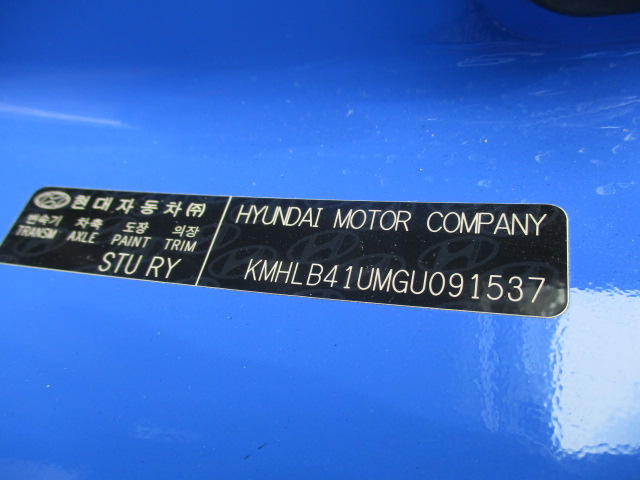 현대자동차㈜
변속기 차축 도장 의장
TRANSM AXLE PAINT TRIM
STU RY
HYUNDAI MOTOR COMPANY
KMHLB41UMGU091537